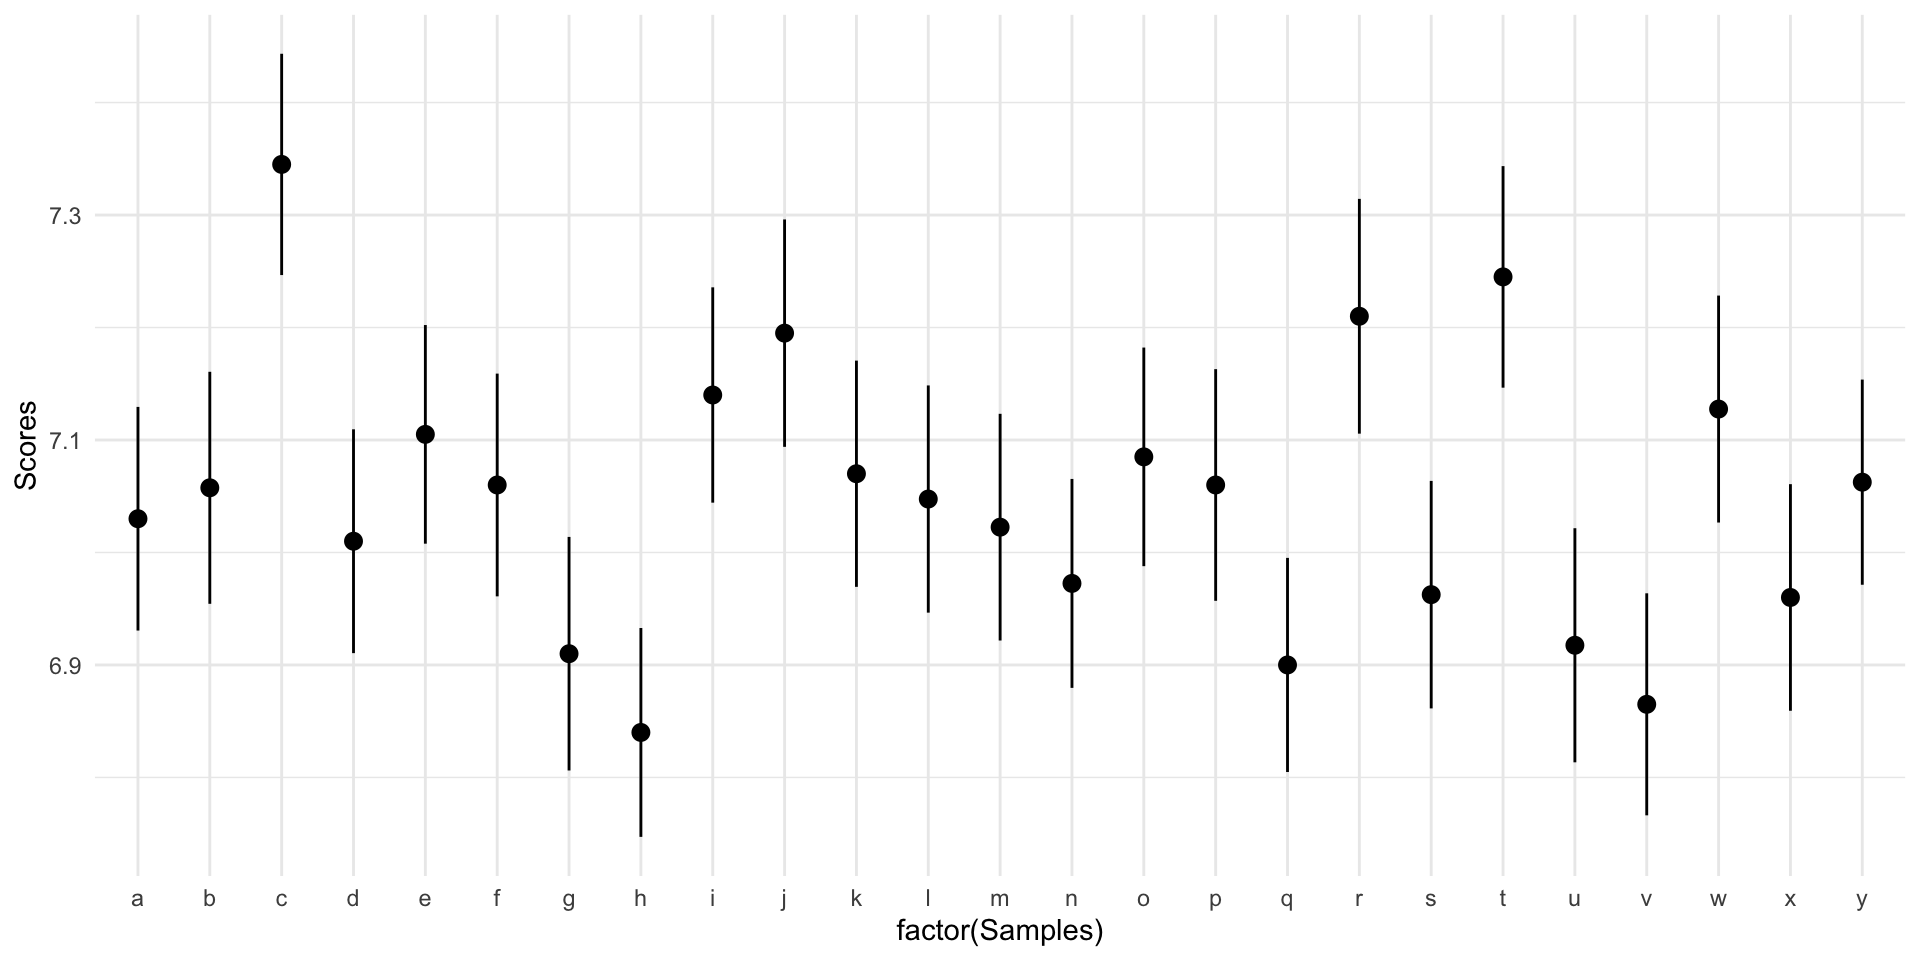 Scores
7.3
7.1
6.9
a b c d e f g h i j k l m n o p q r s t u v w x y
factor(Samples)